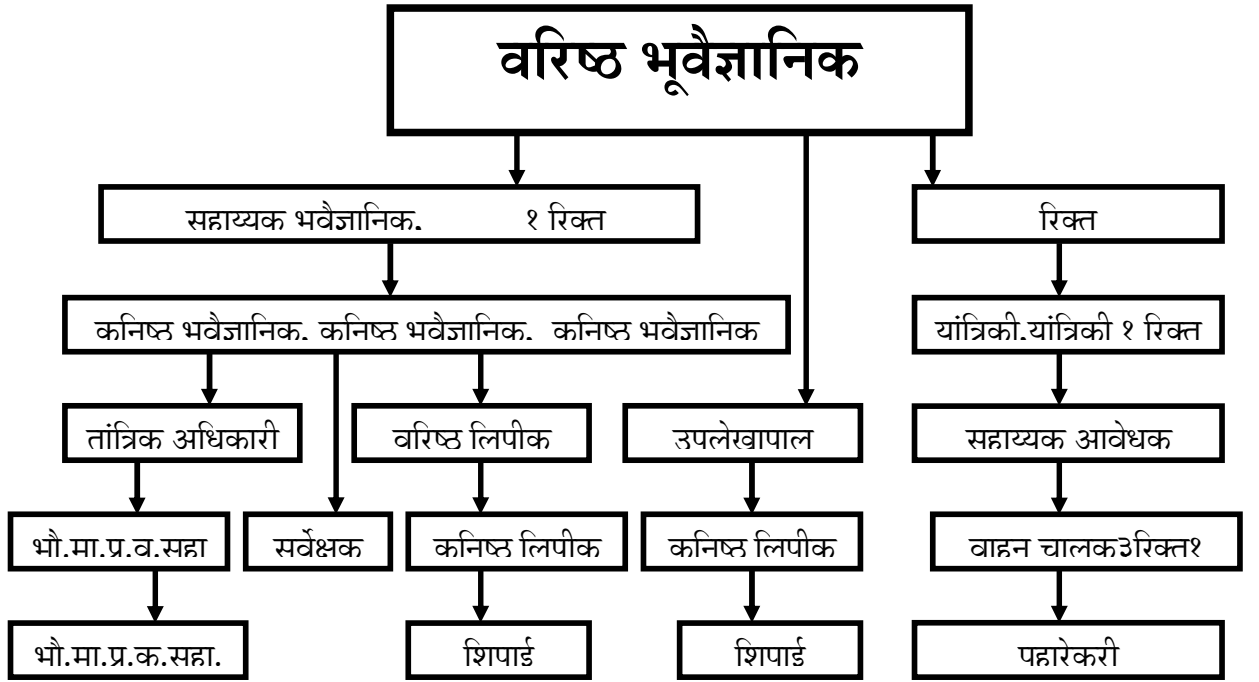 वरिष्ठ भूवैज्ञानिक
सहाय्यक भवैज्ञानिक. १ रिक्त
रिक्त
कनिष्ठ भवैज्ञानिक. कनिष्ठ भवैज्ञानिक. कनिष्ठ भवैज्ञानिक
यांत्रिकी.यांत्रिकी १ रिक्त
तांत्रिक अधिकारी
वरिष्ठ लिपीक
उपलेखापाल
सहाय्यक आवेधक
भौ.मा.प्र.व.सहा
सर्वेक्षक
कनिष्ठ लिपीक
कनिष्ठ लिपीक
वाहन चालक३रिक्त१
भौ.मा.प्र.क.सहा.
शिपाई
शिपाई
पहारेकरी